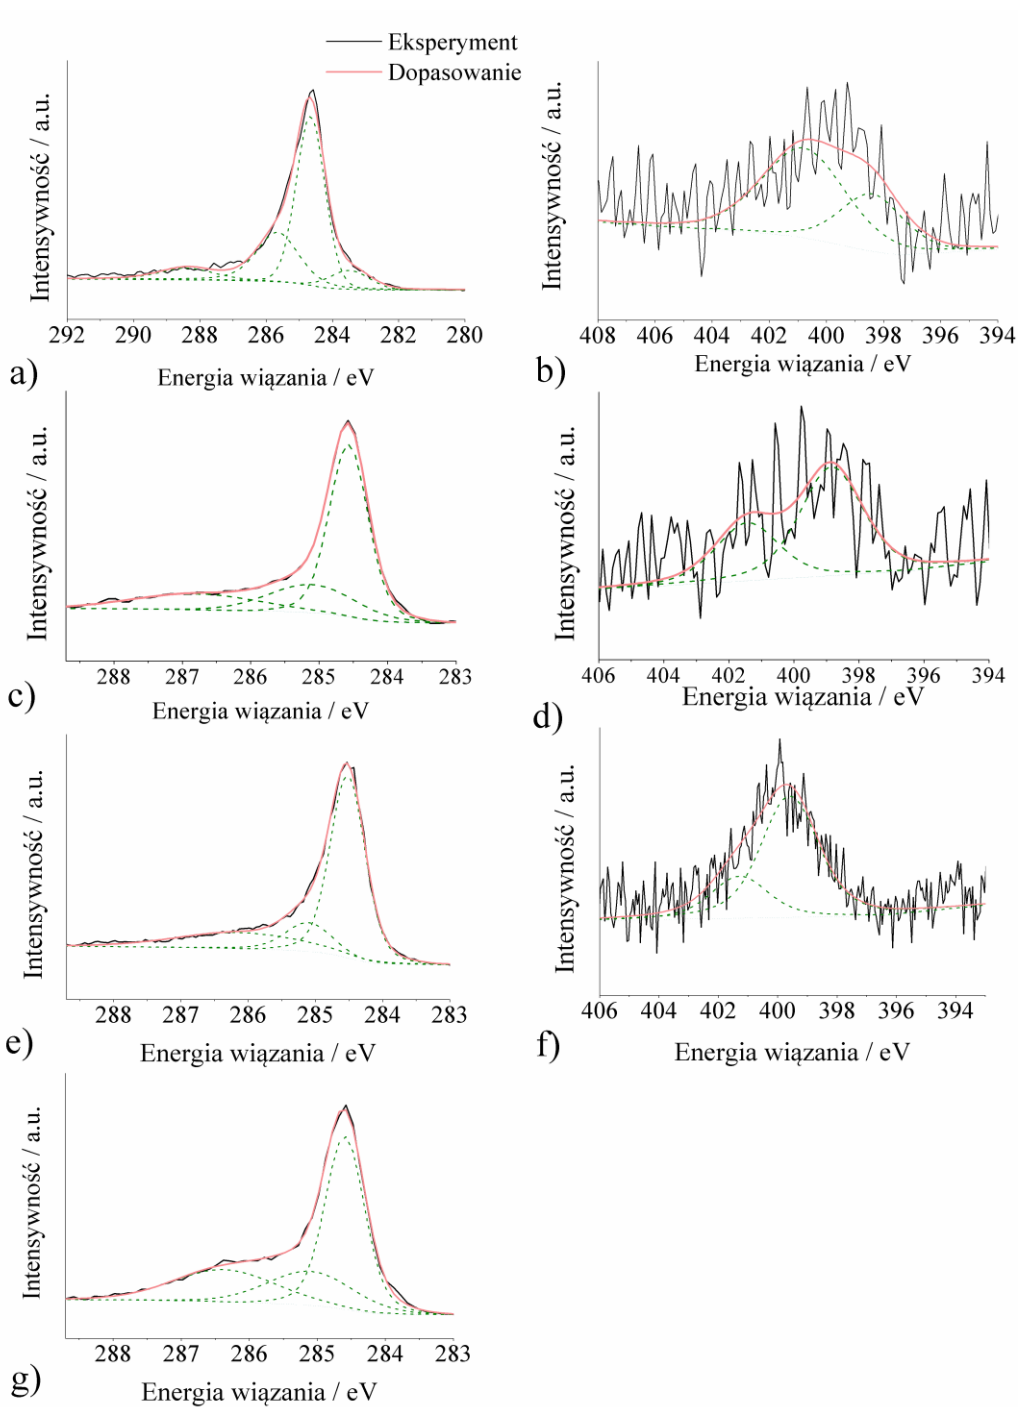 Eksperyment
Dopasowanie
Intensywność / a.u.
292 290 288 286 284 282 280
Energia wiązania / eV
a)
Intensywność / a.u.
408 406 404 402 400 398 396 394
Energia wiązania / eV
b)
Intensywność / a.u.
288 287 286 285 284 283
Energia wiązania / eV
c)
Intensywność / a.u.
406 404 402 400 398 396 394
Energia wiązania / eV
d)
Intensywność / a.u.
288 287 286 285 284 283
Energia wiązania / eV
e)
Intensywność / a.u.
406 404 402 400 398 396 394
Energia wiązania / eV
f)
Intensywność / a.u.
288 287 286 285 284 283
Energia wiązania / eV
g)